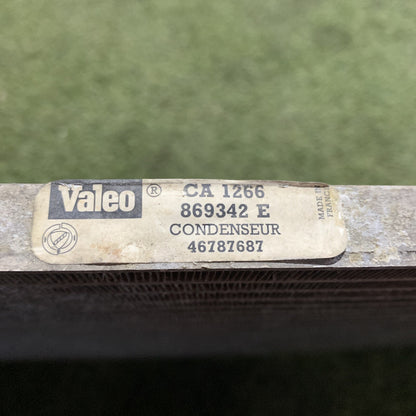 Valeo ® CA 1266
869342 E
CONDENSEUR
46787687
MADE IN
FRANCE